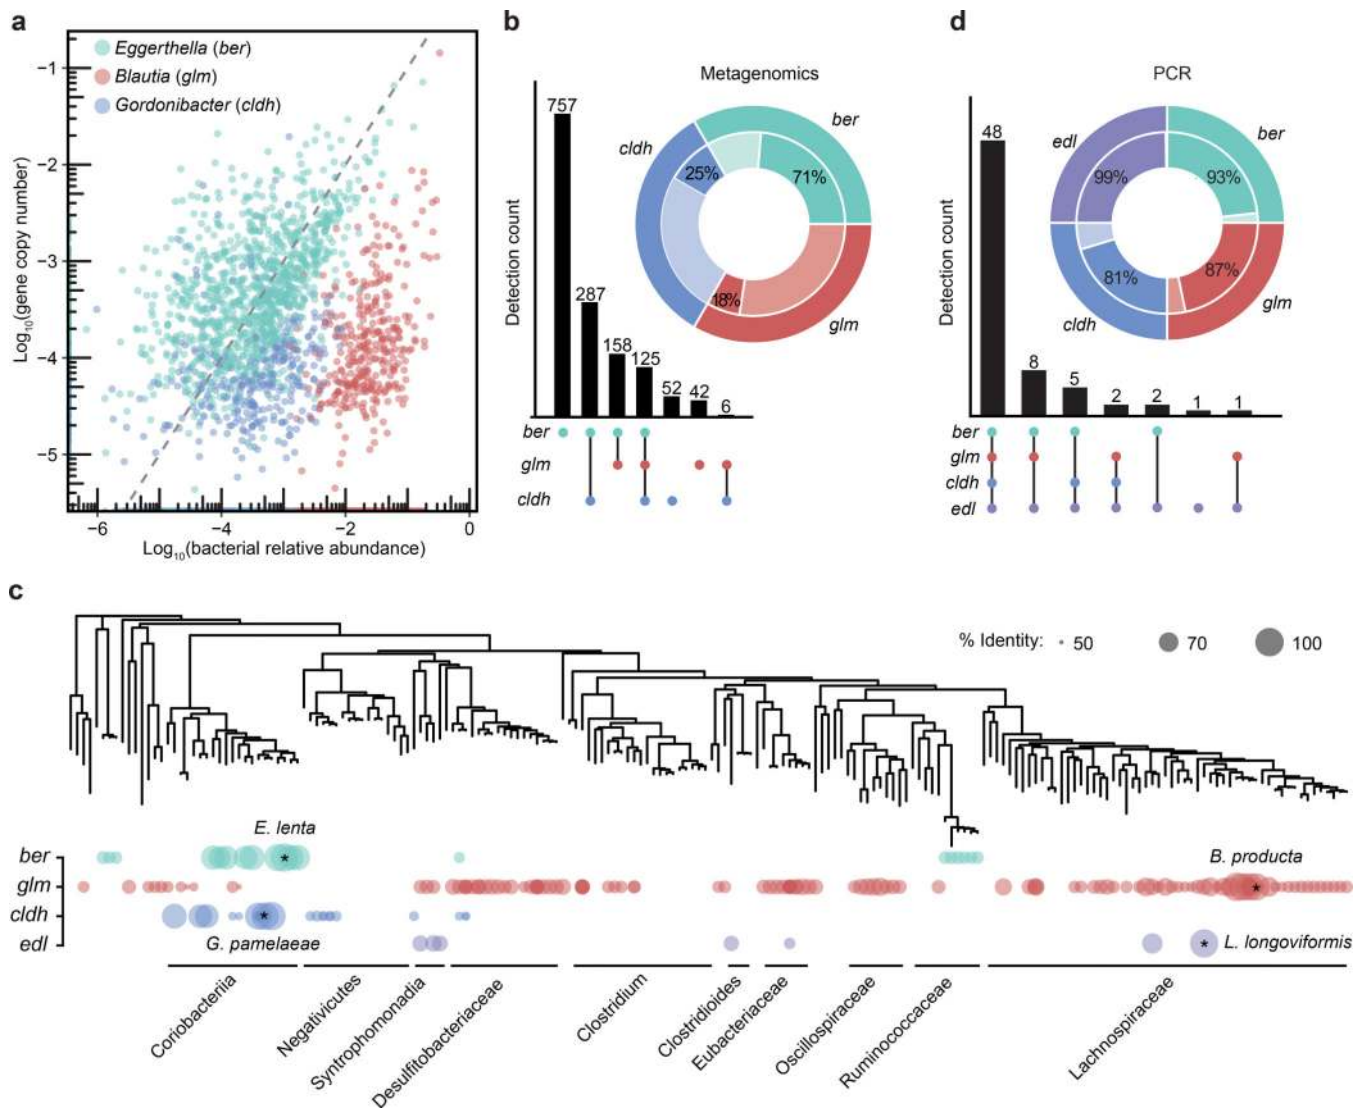 a
Eggerthella (ber)
Blautia (glm)
Gordonibacter (cldh)
Log10(gene copy number)
−1
−2
−3
−4
−5
−6
−4
−2
0
Log10(bacterial relative abundance)
b
Metagenomics
Detection count
757
287
158
125
52
42
6
cldh
ber
glm
25%
71%
18%
ber
glm
cldh
d
PCR
Detection count
48
8
5
2
2
1
1
edl
ber
cldh
glm
99%
93%
81%
87%
ber
glm
cldh
edl
c
% Identity:
50
70
100
E. lenta
B. producta
ber
glm
cldh
edl
G. pamelaeae
L. longoviformis
Coriobacteriia
Negativicutes
Syntrophomonadia
Desulfitobacteriaceae
Clostridium
Clostridioides
Eubacteriaceae
Oscillospiraceae
Ruminococcaceae
Lachnospiraceae